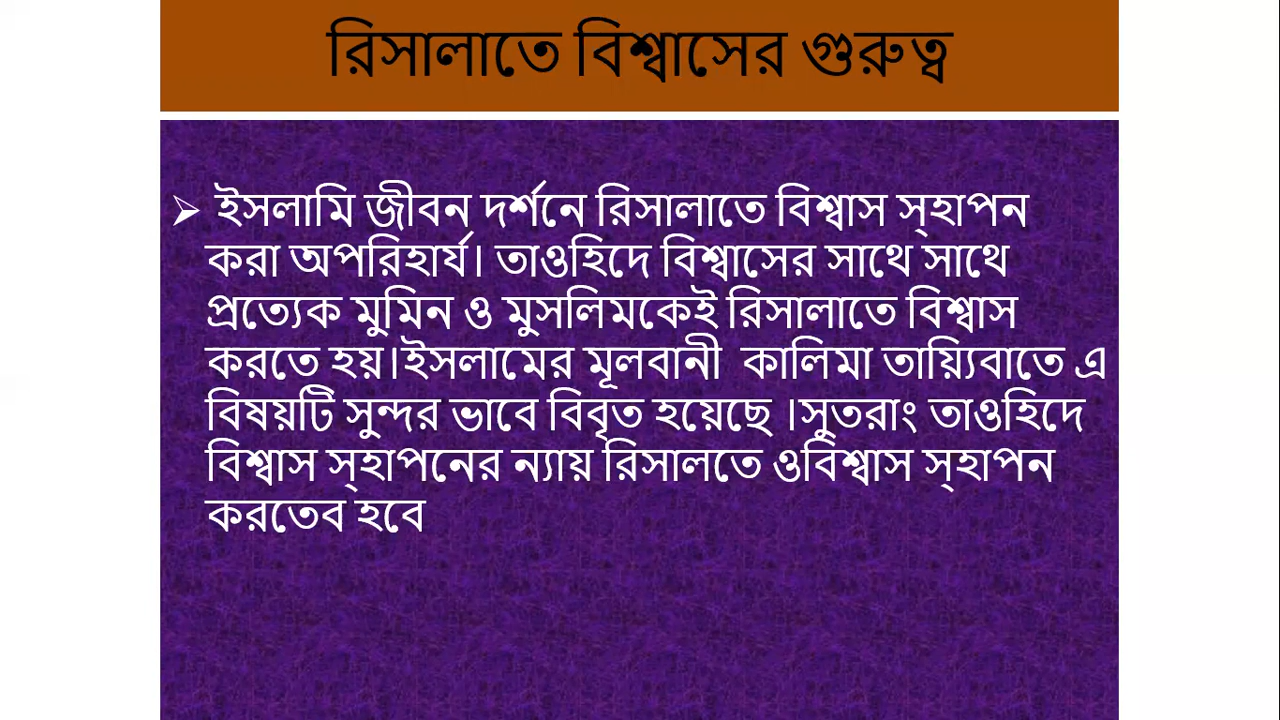 রিসালাতে বিশ্বাসের গুরুত্ব
➢ ইসলামি জীবন দর্শনে রিসালাতে বিশ্বাস স্হাপন
করা অপরিহার্য। তাওহিদে বিশ্বাসের সাথে সাথে
প্রত্যেক মুমিন ও মুসলিমকেই রিসালাতে বিশ্বাস
করতে হয়।ইসলামের মূলবানী কালিমা তায়্যিবাতে এ
বিষয়টি সুন্দর ভাবে বিবৃত হয়েছে ।সুতরাং তাওহিদে
বিশ্বাস স্হাপনের ন্যায় রিসালতে ওবিশ্বাস স্হাপন
করতেব হবে